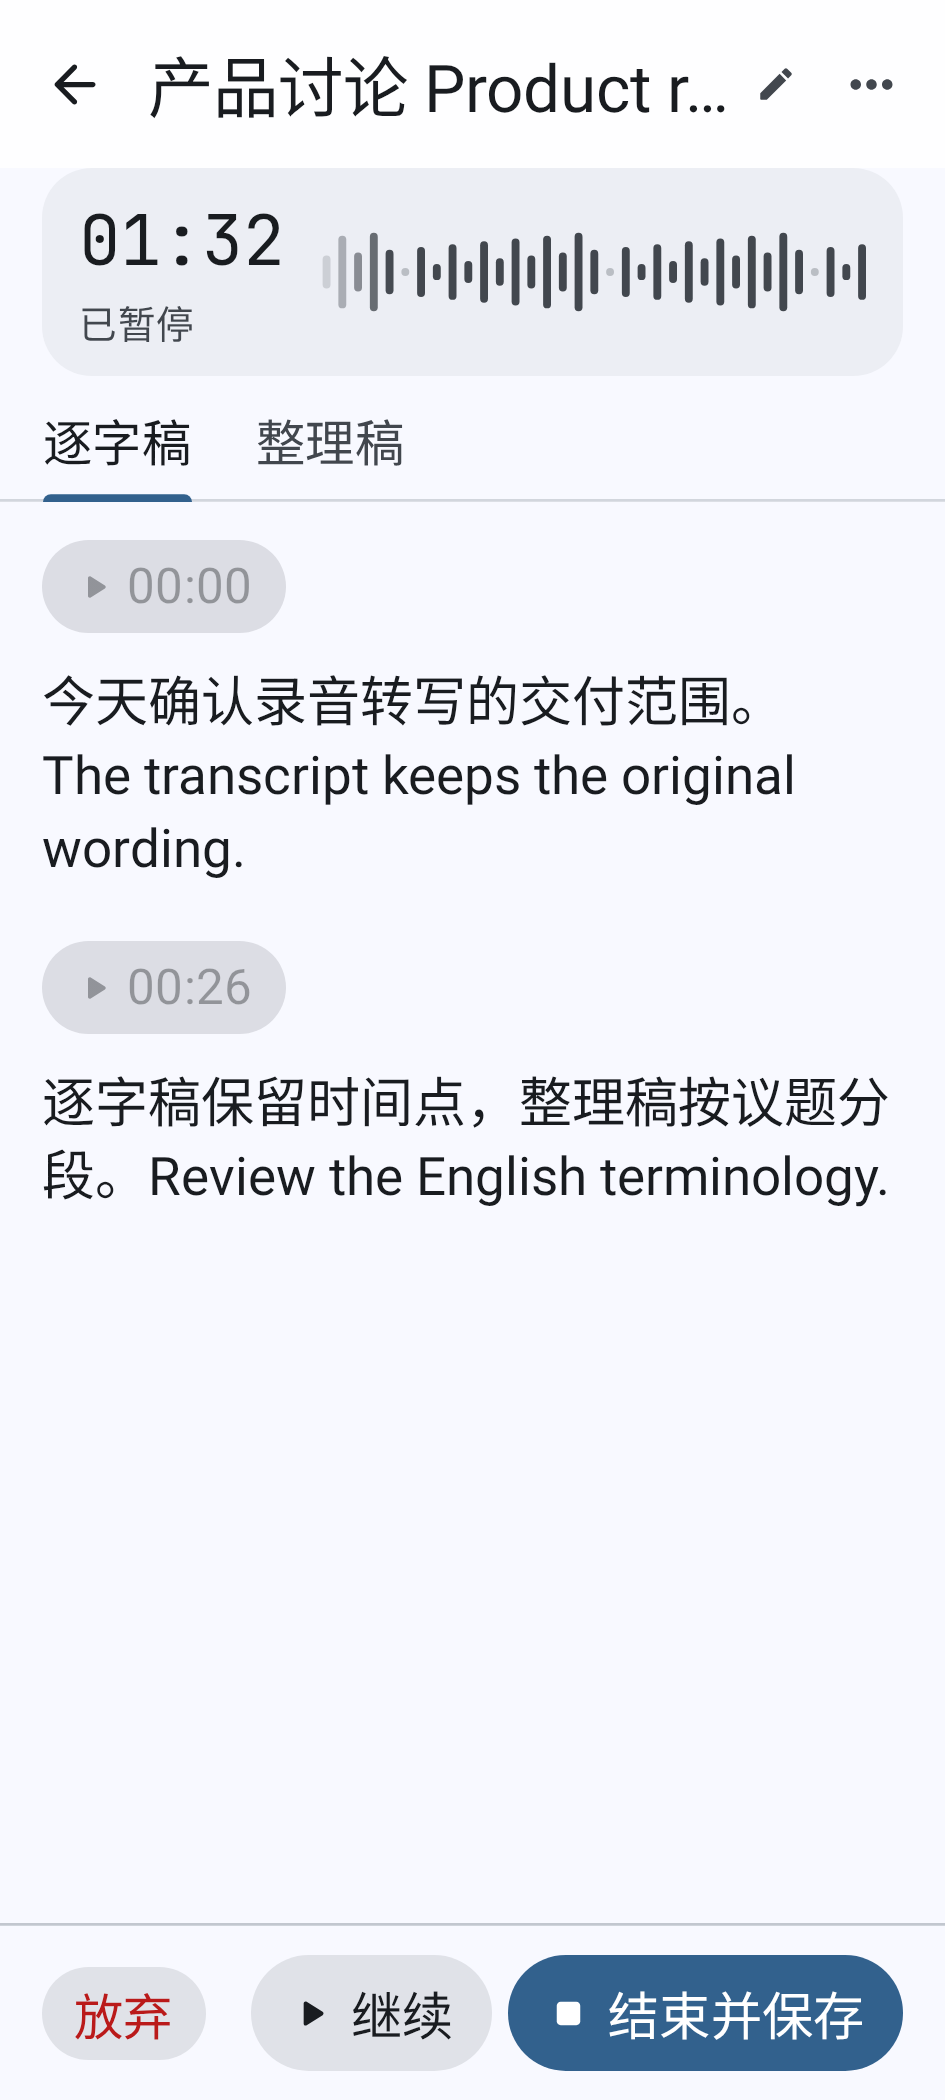 产品讨论 Product r...
01:32
已暂停
逐字稿 整理稿
00:00
今天确认录音转写的交付范围。
The transcript keeps the original
wording.
00:26
逐字稿保留时间点，整理稿按议题分
段。Review the English terminology.
放弃 继续 结束并保存